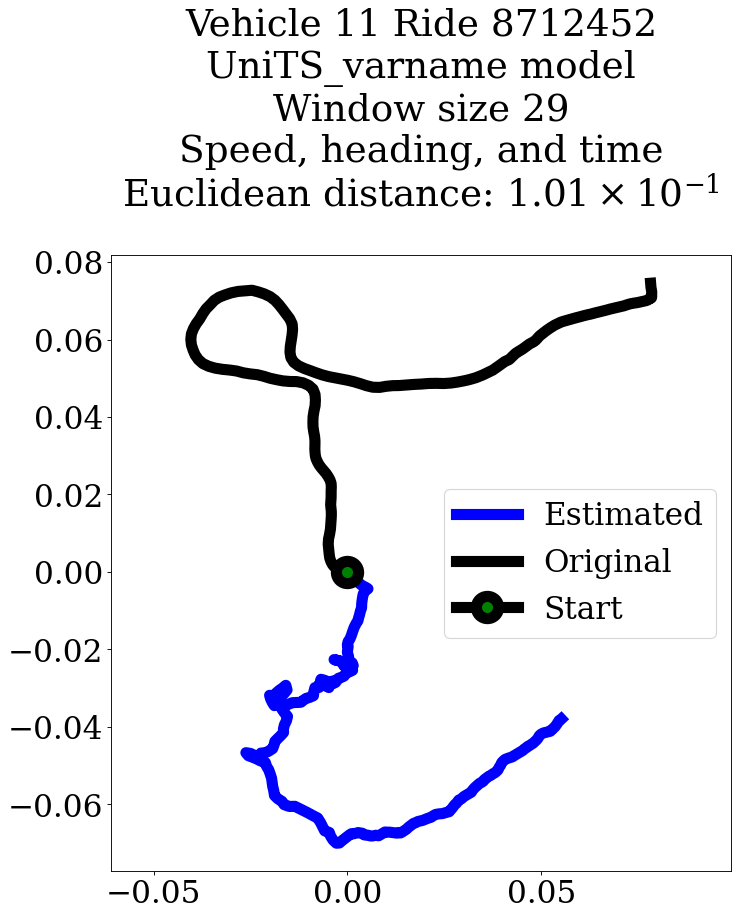 Vehicle 11 Ride 8712452
UniTS_varname model
Window size 29
Speed, heading, and time
Euclidean distance: 1.01 × 10⁻¹
0.08
0.06
0.04
0.02
0.00
−0.02
−0.04
−0.06
Estimated
Original
Start
−0.05 0.00 0.05